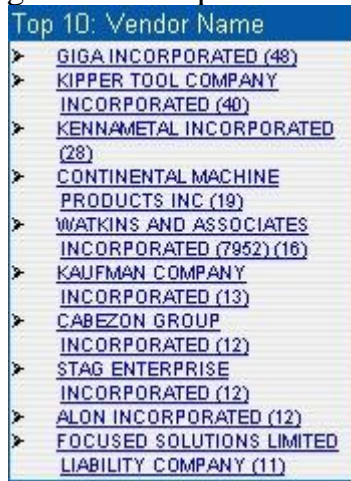 Top 10: Vendor Name
GIGA INCORPORATED (48)
KIPPER TOOL COMPANY
INCORPORATED (40)
KENNAMETAL INCORPORATED
(28)
CONTINENTAL MACHINE
PRODUCTS INC (19)
WATKINS AND ASSOCIATES
INCORPORATED (7952) (16)
KAUFMAN COMPANY
INCORPORATED (13)
CABEZON GROUP
INCORPORATED (12)
STAG ENTERPRISE
INCORPORATED (12)
ALON INCORPORATED (12)
FOCUSED SOLUTIONS LIMITED
LIABILITY COMPANY (11)